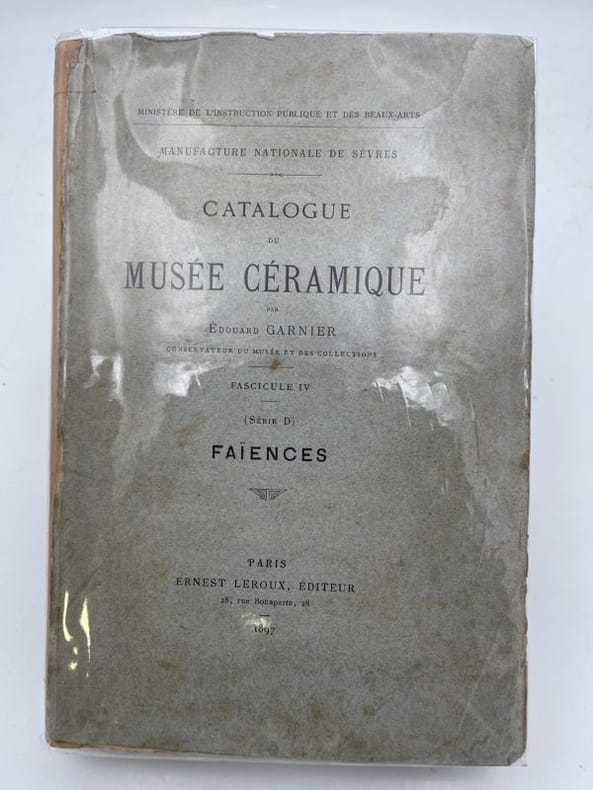 MINISTÈRE DE L'INSTRUCTION PUBLIQUE ET DES BEAUX-ARTS
MANUFACTURE NATIONALE DE SÈVRES
CATALOGUE
DU
MUSÉE CÉRAMIQUE
PAR
ÉDOUARD GARNIER
CONSERVATEUR DU MUSÉE ET DES COLLECTIONS
FASCICULE IV
(SÉRIE D)
FAÏENCES
PARIS
ERNEST LEROUX, ÉDITEUR
28, rue Bonaparte, 28
1897